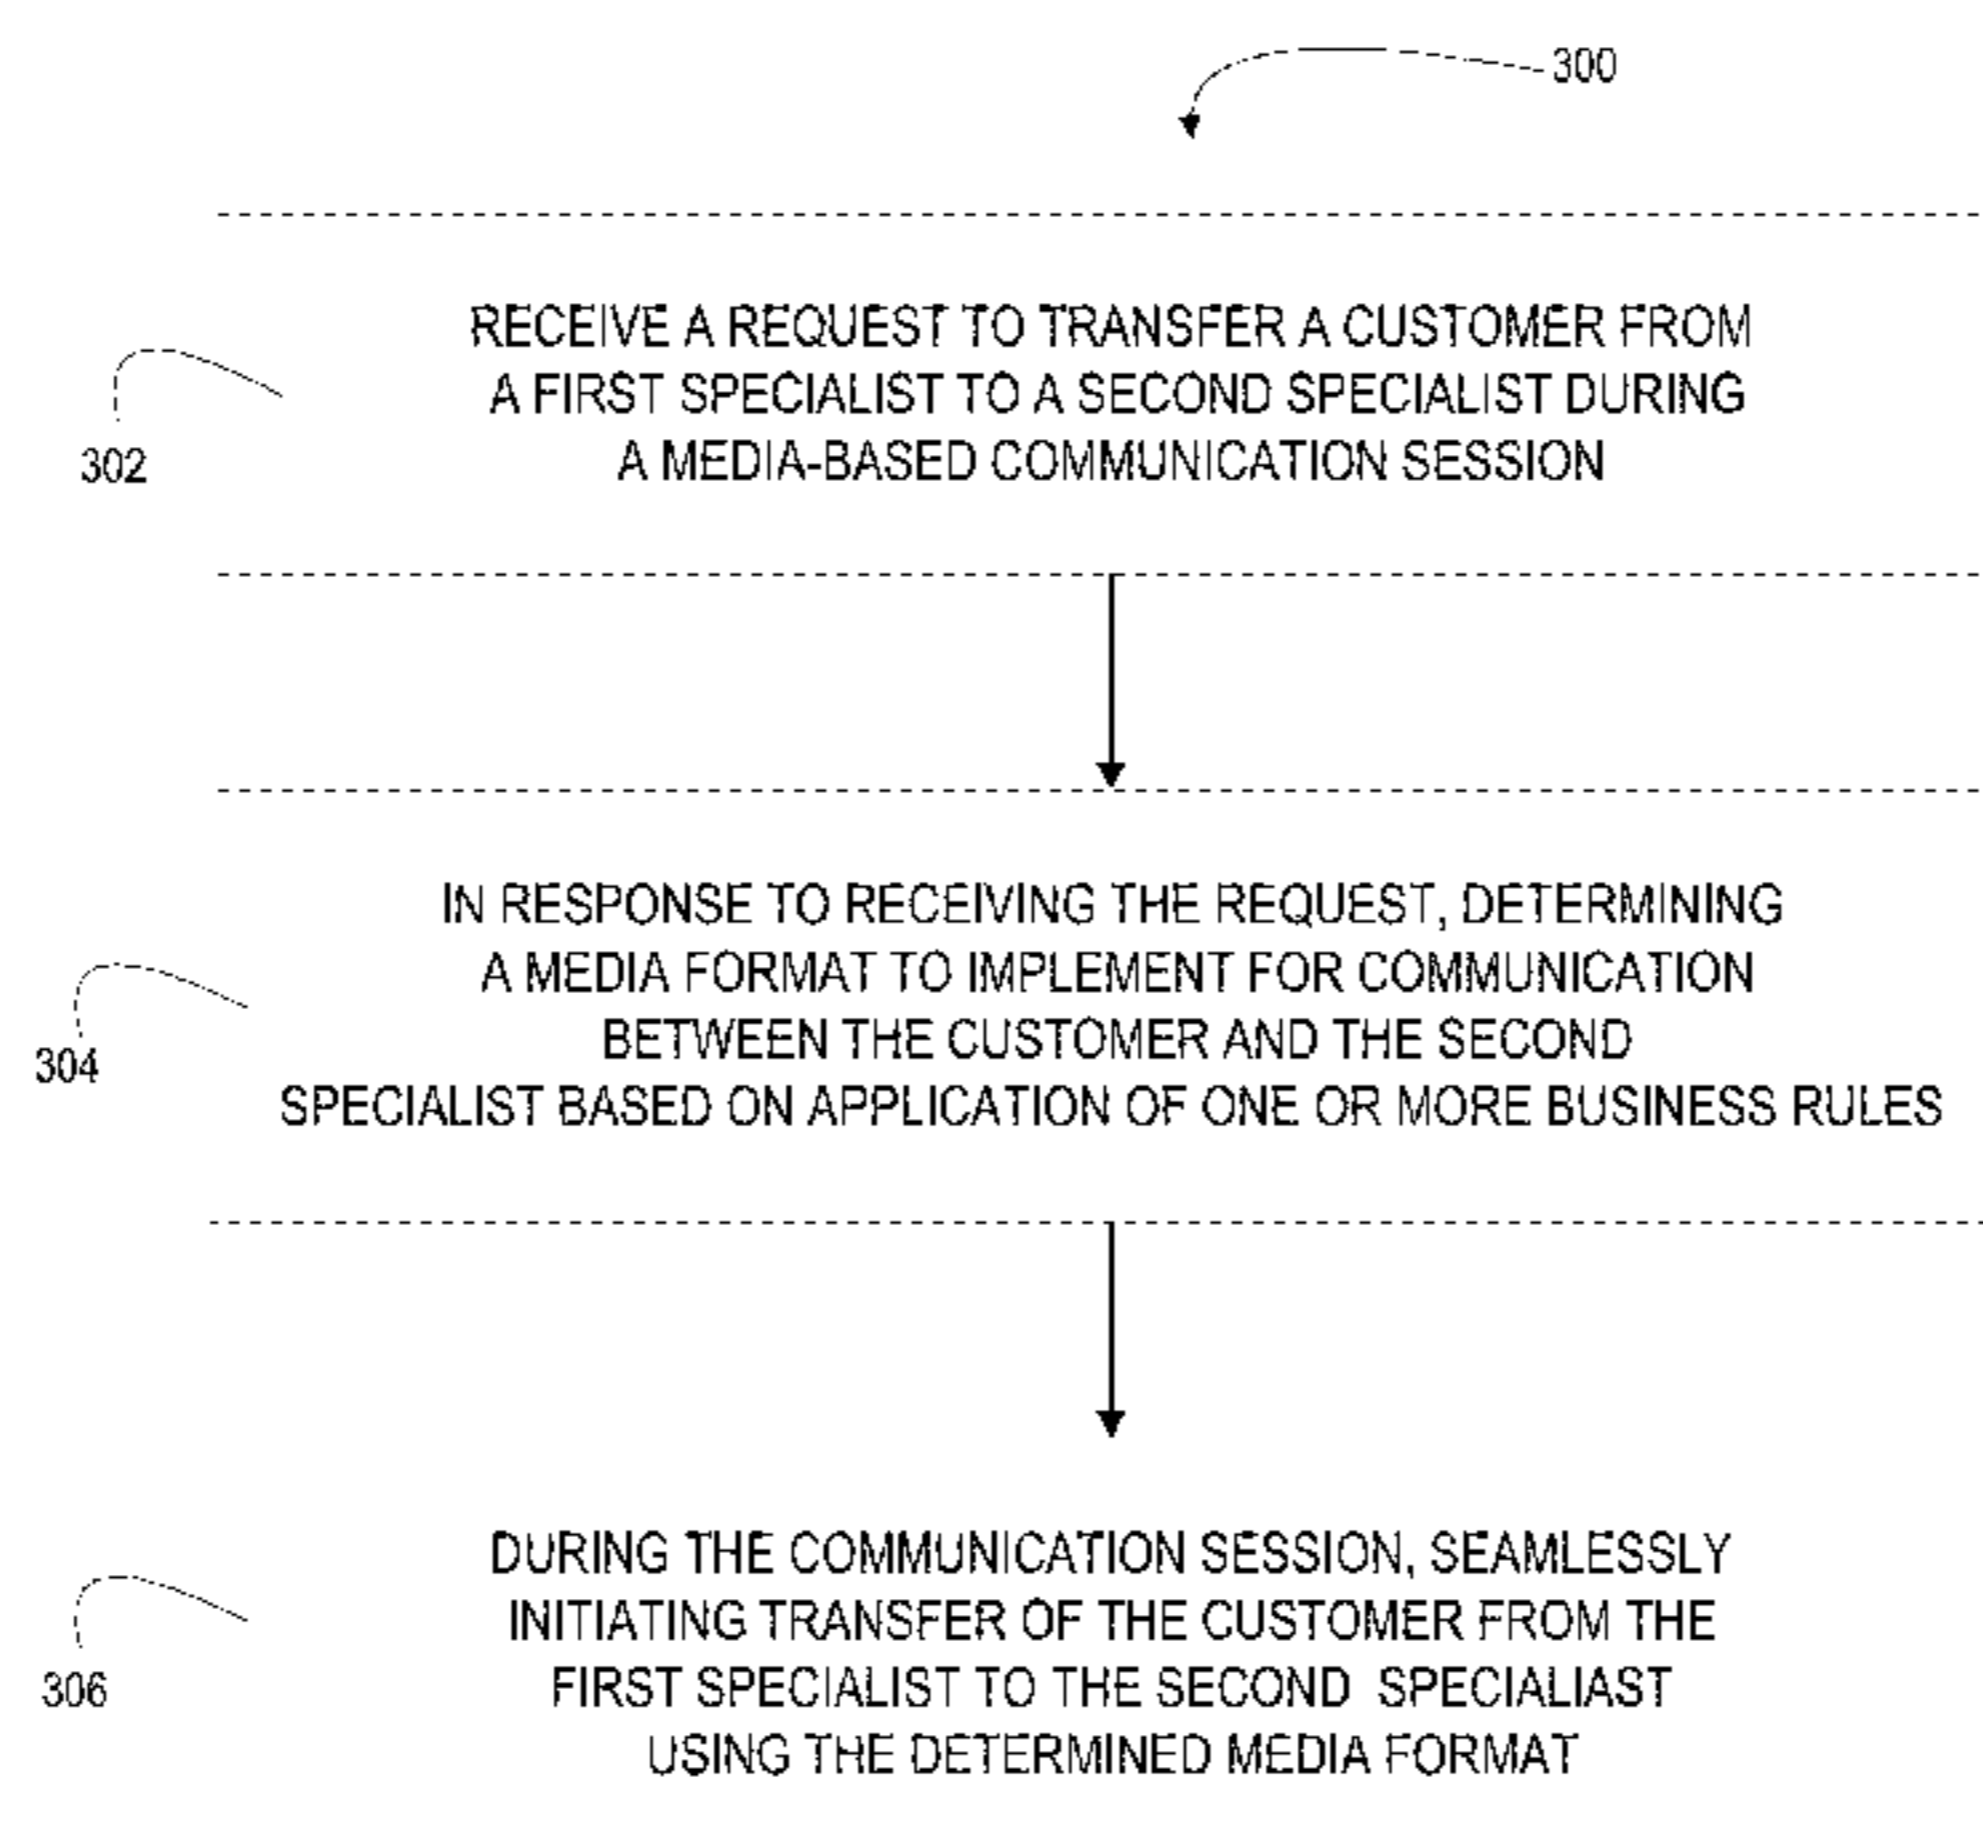 300
RECEIVE A REQUEST TO TRANSFER A CUSTOMER FROM
A FIRST SPECIALIST TO A SECOND SPECIALIST DURING
A MEDIA-BASED COMMUNICATION SESSION
302
IN RESPONSE TO RECEIVING THE REQUEST, DETERMINING
A MEDIA FORMAT TO IMPLEMENT FOR COMMUNICATION
BETWEEN THE CUSTOMER AND THE SECOND
SPECIALIST BASED ON APPLICATION OF ONE OR MORE BUSINESS RULES
304
DURING THE COMMUNICATION SESSION, SEAMLESSLY
INITIATING TRANSFER OF THE CUSTOMER FROM THE
FIRST SPECIALIST TO THE SECOND SPECIALIAST
USING THE DETERMINED MEDIA FORMAT
306